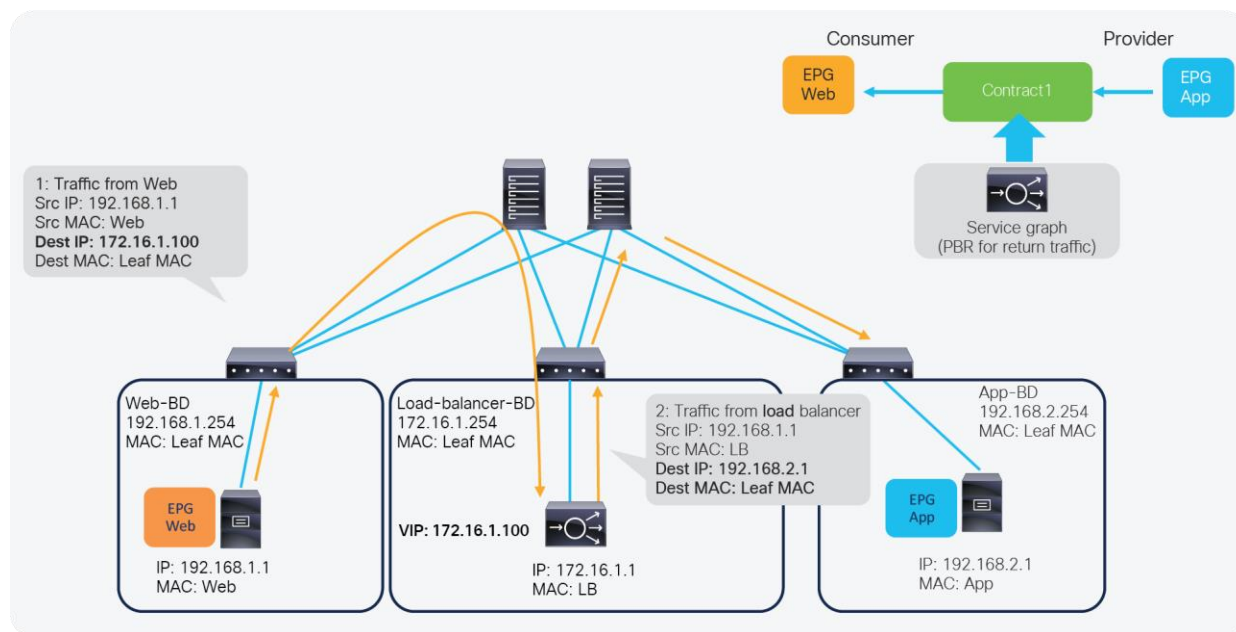 Consumer
Provider
EPG
Web
Contract1
EPG
App
Service graph
(PBR for return traffic)
1: Traffic from Web
Src IP: 192.168.1.1
Src MAC: Web
Dest IP: 172.16.1.100
Dest MAC: Leaf MAC
Web-BD
192.168.1.254
MAC: Leaf MAC
EPG
Web
IP: 192.168.1.1
MAC: Web
Load-balancer-BD
172.16.1.254
MAC: Leaf MAC
2: Traffic from load balancer
Src IP: 192.168.1.1
Src MAC: LB
Dest IP: 192.168.2.1
Dest MAC: Leaf MAC
VIP: 172.16.1.100
IP: 172.16.1.1
MAC: LB
App-BD
192.168.2.254
MAC: Leaf MAC
EPG
App
IP: 192.168.2.1
MAC: App